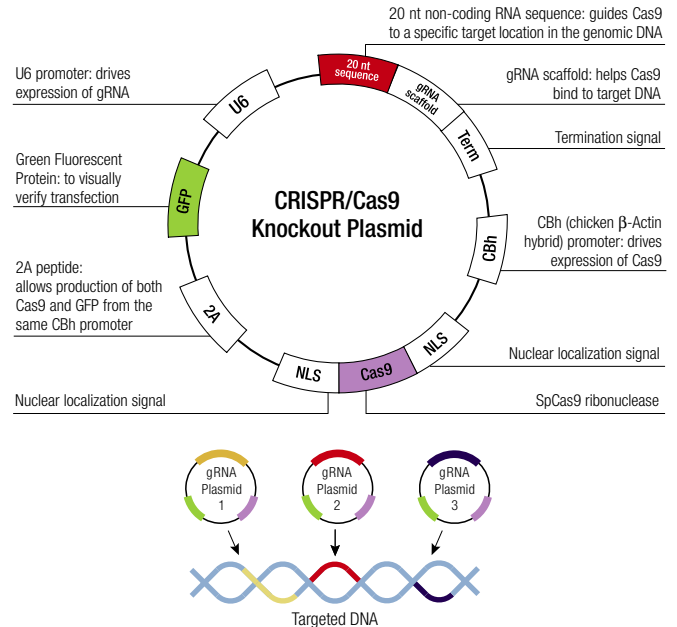 20 nt non-coding RNA sequence: guides Cas9
to a specific target location in the genomic DNA
U6 promoter: drives
expression of gRNA
gRNA scaffold: helps Cas9
bind to target DNA
Termination signal
Green Fluorescent
Protein: to visually
verify transfection
CBh (chicken β-Actin
hybrid) promoter: drives
expression of Cas9
2A peptide:
allows production of both
Cas9 and GFP from the
same CBh promoter
Nuclear localization signal
Nuclear localization signal
SpCas9 ribonuclease
20 nt
sequence
gRNA
scaffold
Term
CBh
NLS
Cas9
NLS
2A
GFP
U6
CRISPR/Cas9
Knockout Plasmid
gRNA
Plasmid
1
gRNA
Plasmid
2
gRNA
Plasmid
3
Targeted DNA